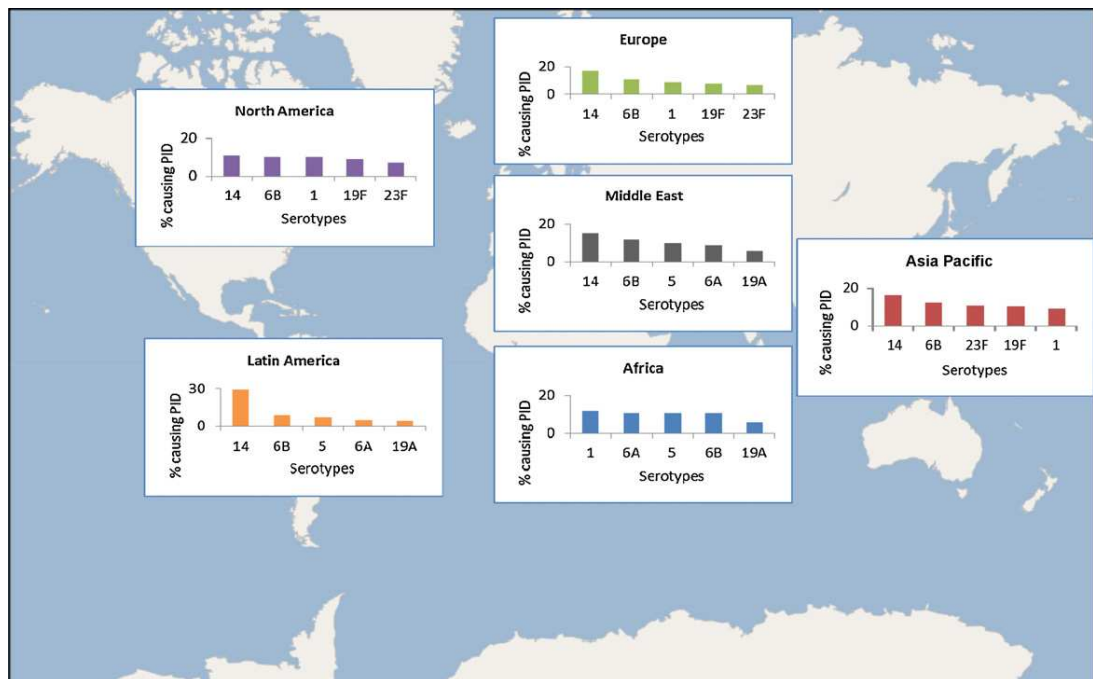 Europe
% causing PID
20
0
14 6B 1 19F 23F
Serotypes
North America
% causing PID
20
0
14 6B 1 19F 23F
Serotypes
Middle East
% causing PID
20
0
14 6B 5 6A 19A
Serotypes
Asia Pacific
% causing PID
20
0
14 6B 23F 19F 1
Serotypes
Latin America
% causing PID
30
0
14 6B 5 6A 19A
Serotypes
Africa
% causing PID
20
0
1 6A 5 6B 19A
Serotypes